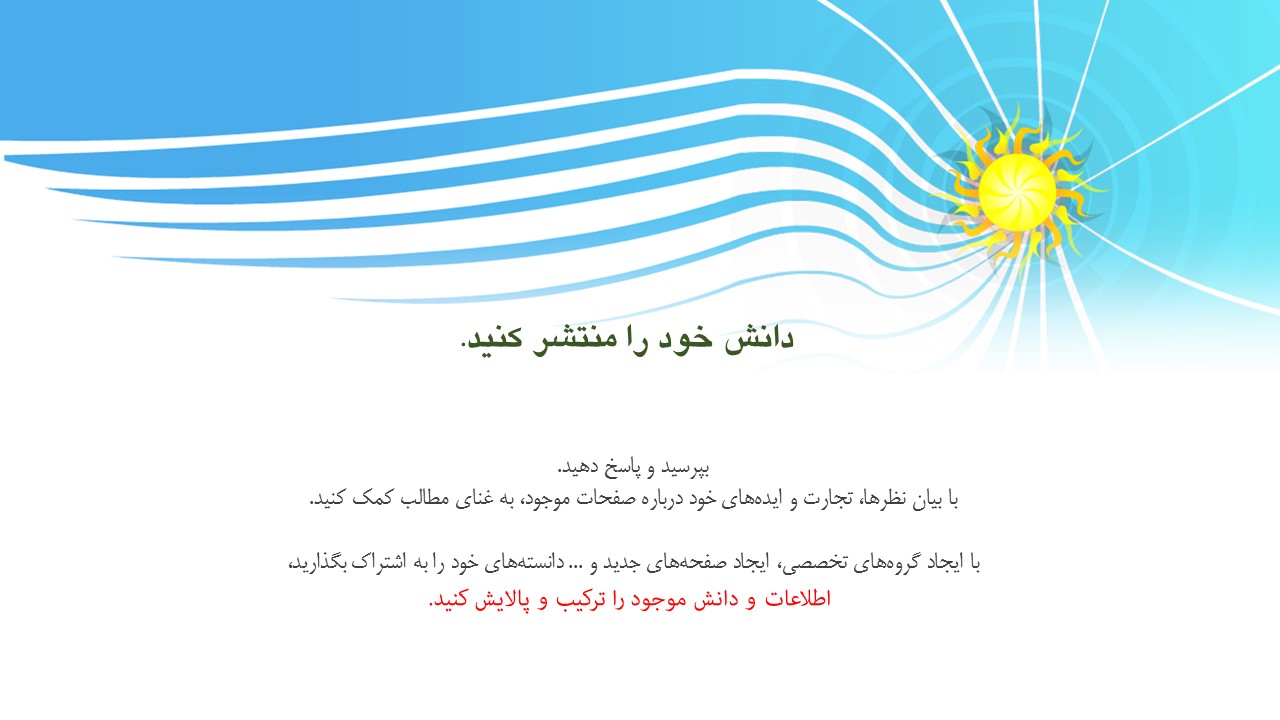 دانش خود را منتشر کنید.
بپرسید و پاسخ دهید.
با بیان نظرها، تجارت و ایده‌های خود درباره صفحات موجود، به غنای مطالب کمک کنید.
با ایجاد گروه‌های تخصصی، ایجاد صفحه‌های جدید و ... دانسته‌های خود را به اشتراک بگذارید،
اطلاعات و دانش موجود را ترکیب و پالایش کنید.